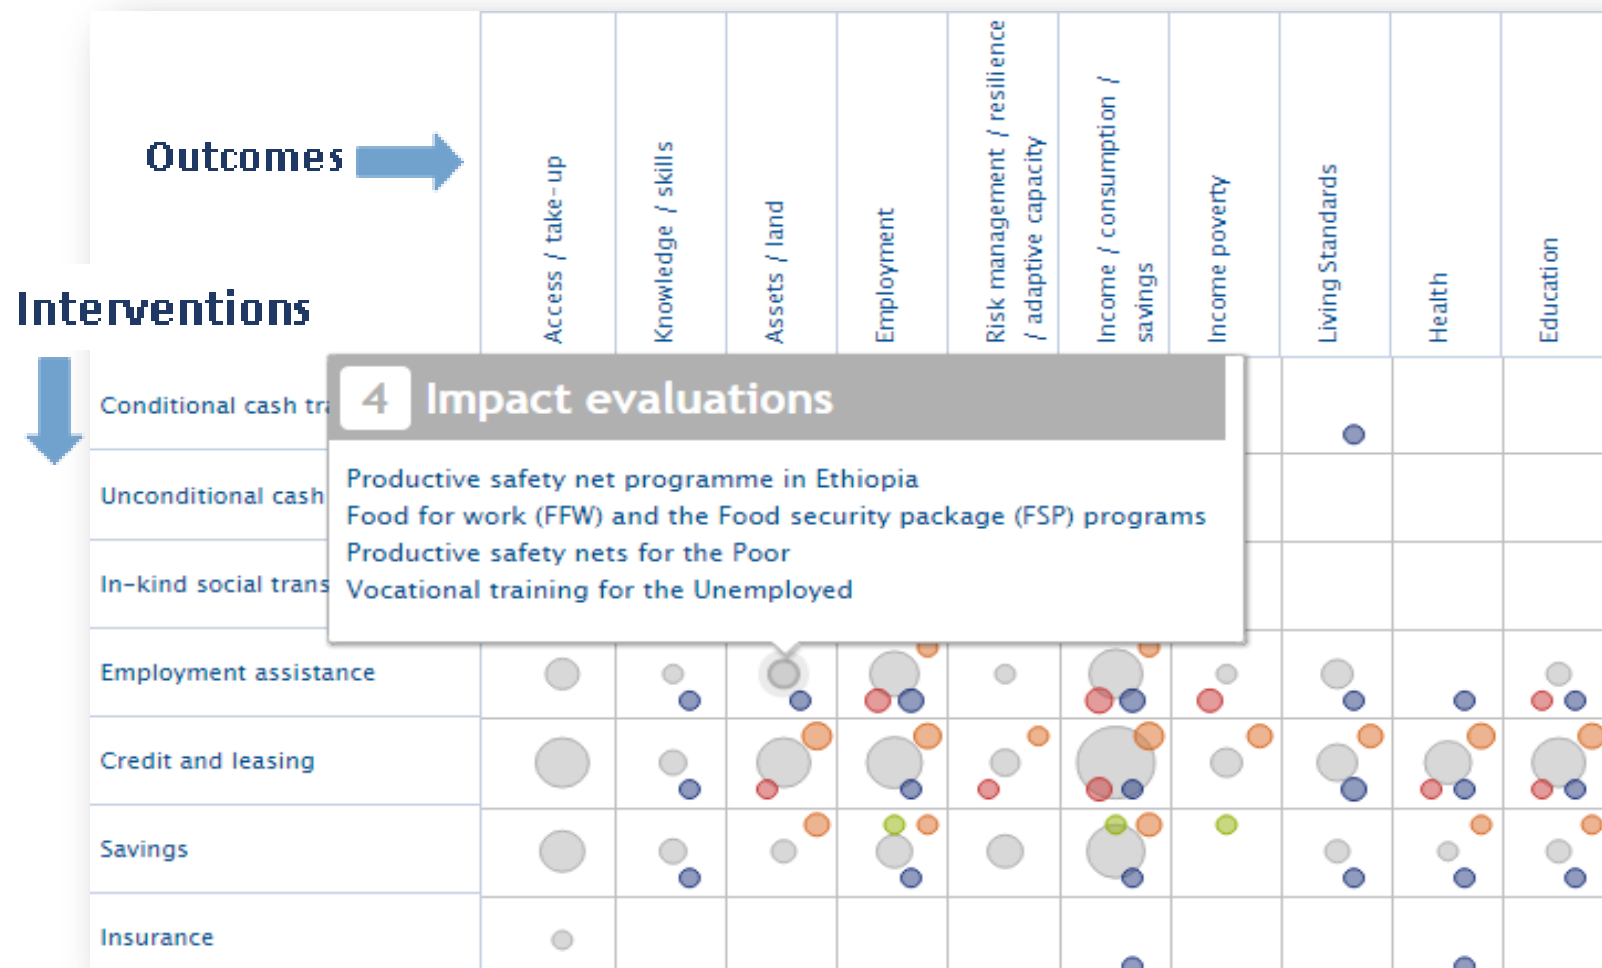 Outcomes
Interventions
Access / take-up
Knowledge / skills
Assets / land
Employment
Risk management / resilience
/ adaptive capacity
Income / consumption /
savings
Income poverty
Living Standards
Health
Education
Conditional cash tra
4 Impact evaluations
Productive safety net programme in Ethiopia
Food for work (FFW) and the Food security package (FSP) programs
Productive safety nets for the Poor
Vocational training for the Unemployed
Unconditional cash
In-kind social trans
Employment assistance
Credit and leasing
Savings
Insurance